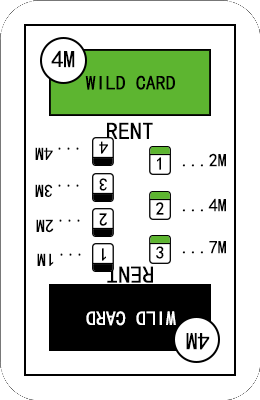 4M
WILD CARD
RENT
1 ...2M
2 ...4M
3 ...7M
4M
WILD CARD
RENT
1 ...1M
2 ...2M
3 ...3M
4 ...4M